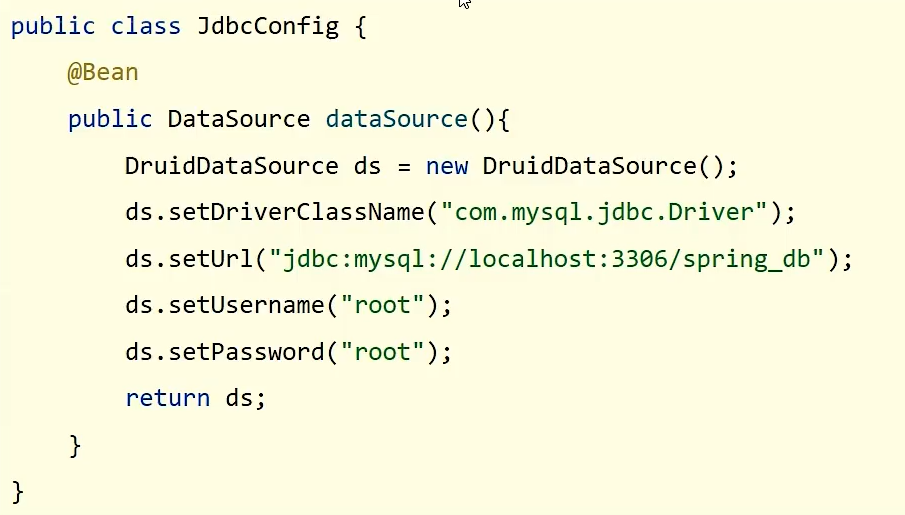 public class JdbcConfig {
@Bean
public DataSource dataSource(){
DruidDataSource ds = new DruidDataSource();
ds.setDriverClassName("com.mysql.jdbc.Driver");
ds.setUrl("jdbc:mysql://localhost:3306/spring_db");
ds.setUsername("root");
ds.setPassword("root");
return ds;
}
}